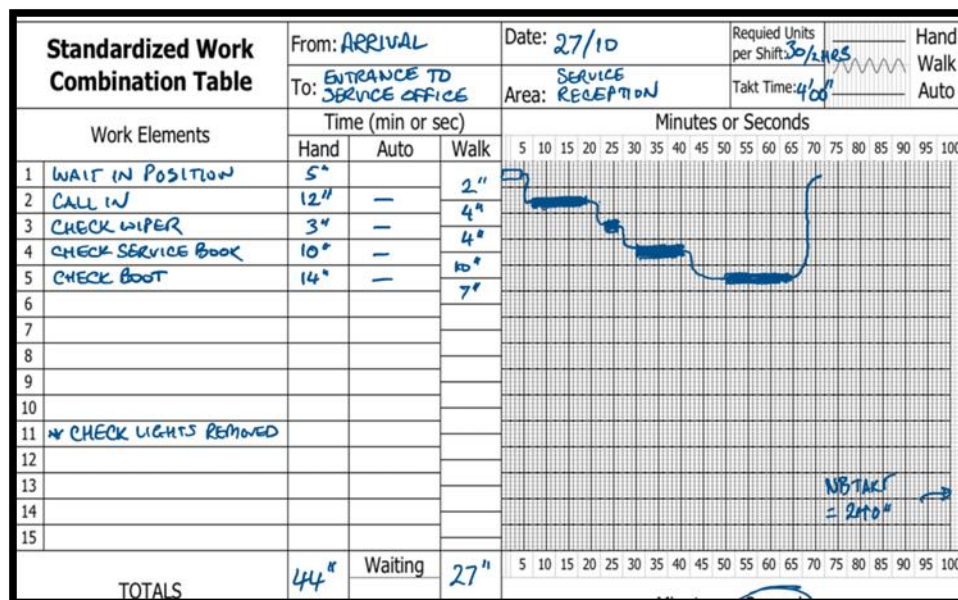 Standardized Work
Combination Table
From: ARRIVAL
To: ENTRANCE TO
SERVICE OFFICE
Date: 27/10
Area: SERVICE
RECEPTION
Requied Units
per Shift: 30/2HRS
Takt Time: 4'00"
Hand
Walk
Auto
Work Elements
Time (min or sec)
Hand Auto Walk
Minutes or Seconds
5 10 15 20 25 30 35 40 45 50 55 60 65 70 75 80 85 90 95 100
1 WAIT IN POSITION 5"
2"
2 CALL IN 12" —
4"
3 CHECK WIPER 3" —
4"
4 CHECK SERVICE BOOK 10" —
10"
5 CHECK BOOT 14" —
7"
6
7
8
9
10
11 * CHECK LIGHTS REMOVED
12
13
14
15
NB TAKT
=
TOTALS 44" Waiting 27"
5 10 15 20 25 30 35 40 45 50 55 60 65 70 75 80 85 90 95 100